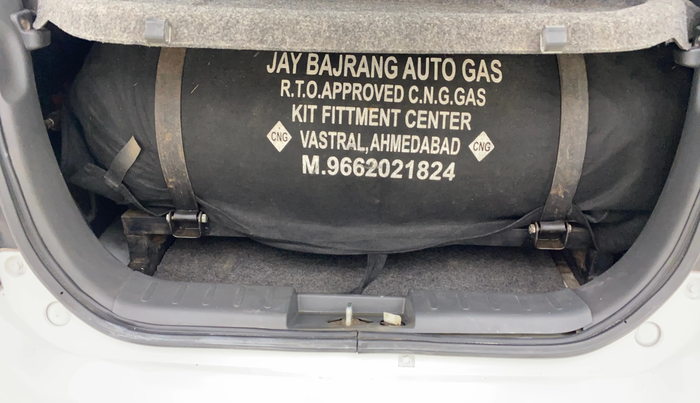 JAY BAJRANG AUTO GAS
R.T.O.APPROVED C.N.G.GAS
KIT FITTMENT CENTER
CNG VASTRAL,AHMEDABAD CNG
M.9662021824